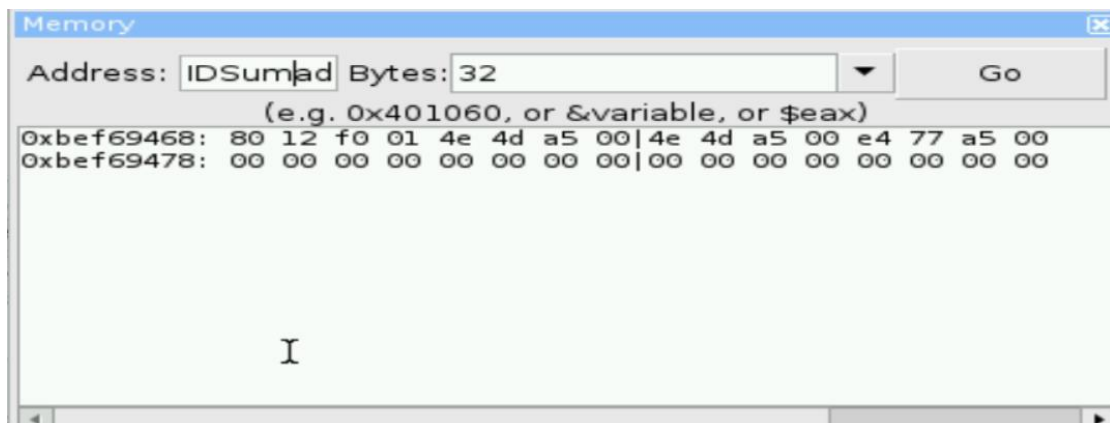 Memory
Address: IDSumad Bytes: 32 Go
(e.g. 0x401060, or &variable, or $eax)
0xbef69468: 80 12 f0 01 4e 4d a5 00|4e 4d a5 00 e4 77 a5 00
0xbef69478: 00 00 00 00 00 00 00 00|00 00 00 00 00 00 00 00